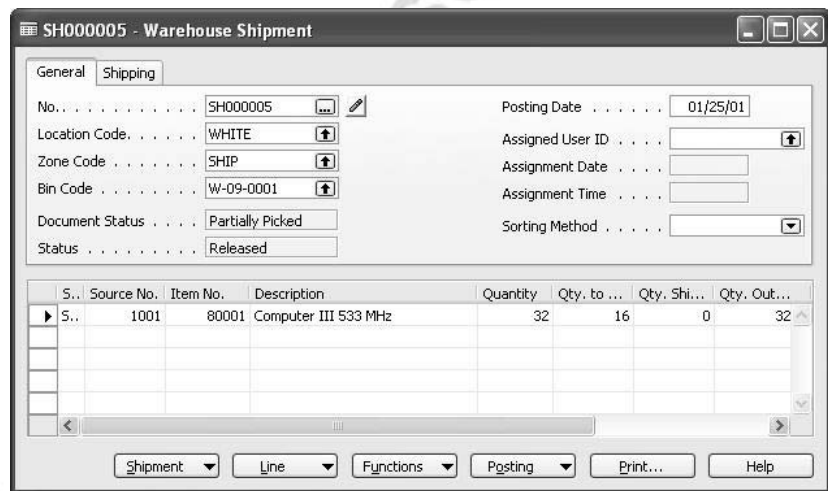 SH000005 - Warehouse Shipment
General Shipping
No.. . . . . . . . . . . SH000005 ...
Location Code. . . . . . WHITE
Zone Code . . . . . . . SHIP
Bin Code . . . . . . . . W-09-0001
Document Status . . . . Partially Picked
Status . . . . . . . . . Released
Posting Date . . . . . . 01/25/01
Assigned User ID . . . .
Assignment Date . . . .
Assignment Time . . . .
Sorting Method . . . . .
S.. Source No. Item No. Description Quantity Qty. to ... Qty. Shi... Qty. Out...
S.. 1001 80001 Computer III 533 MHz 32 16 0 32
Shipment Line Functions Posting Print... Help